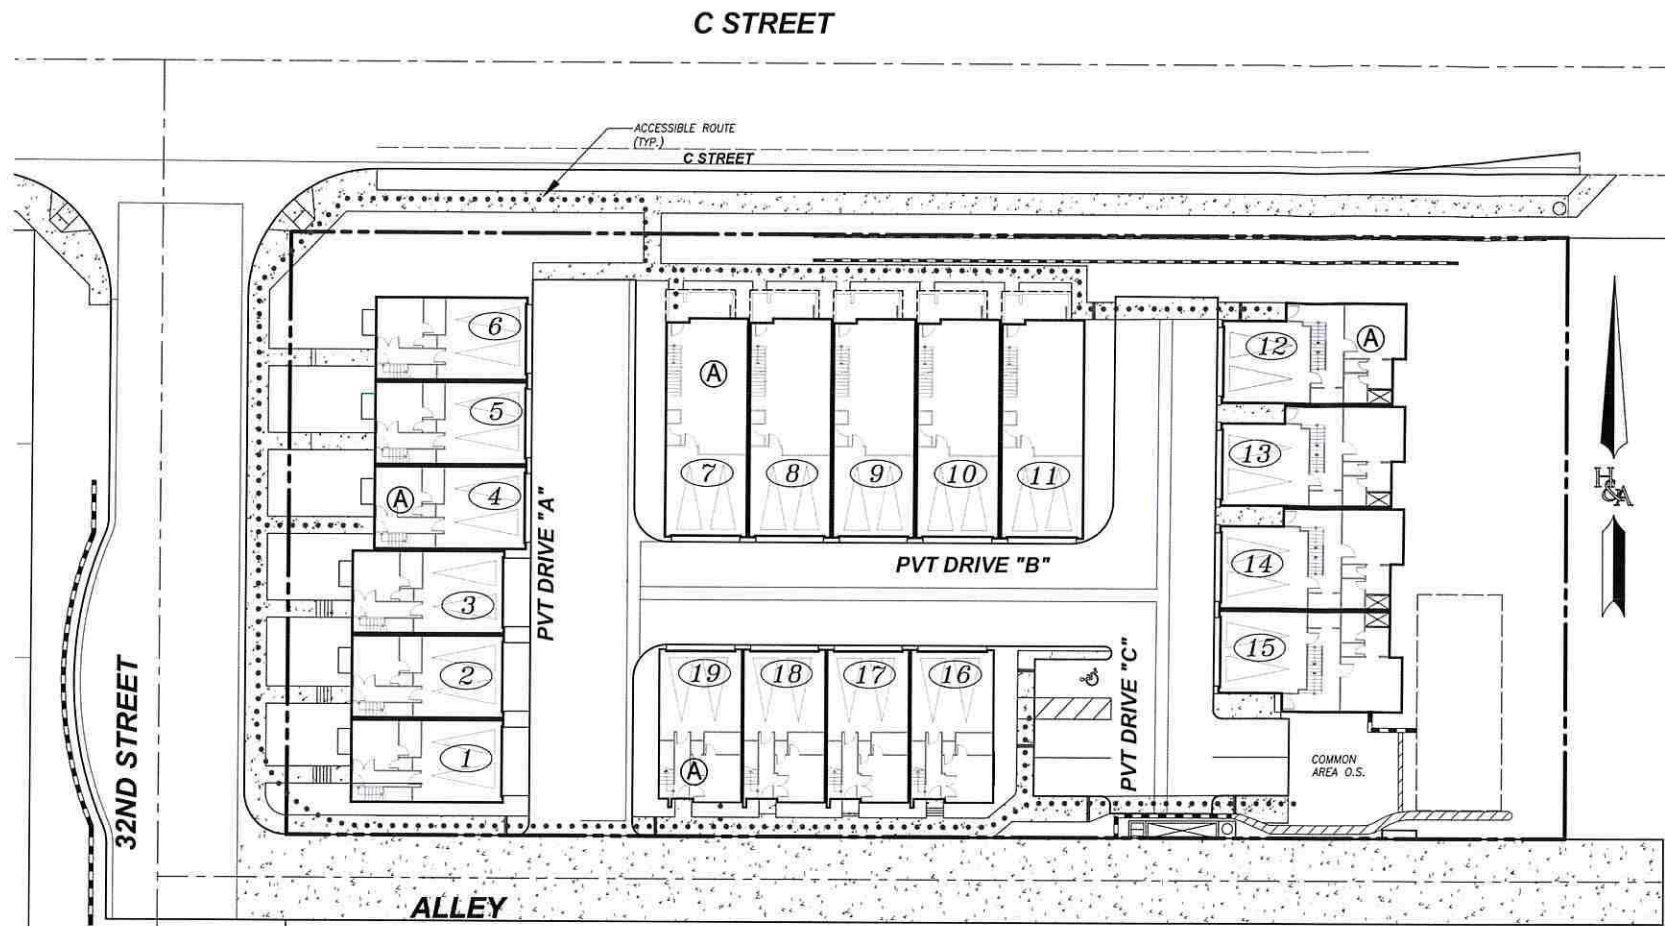 C STREET
ACCESSIBLE ROUTE
(TYP.)
C STREET
6
5
A
4
3
2
1
PVT DRIVE "A"
A
7
8
9
10
11
PVT DRIVE "B"
12
A
13
14
15
H&A
19
18
17
16
A
PVT DRIVE "C"
COMMON
AREA O.S.
32ND STREET
ALLEY